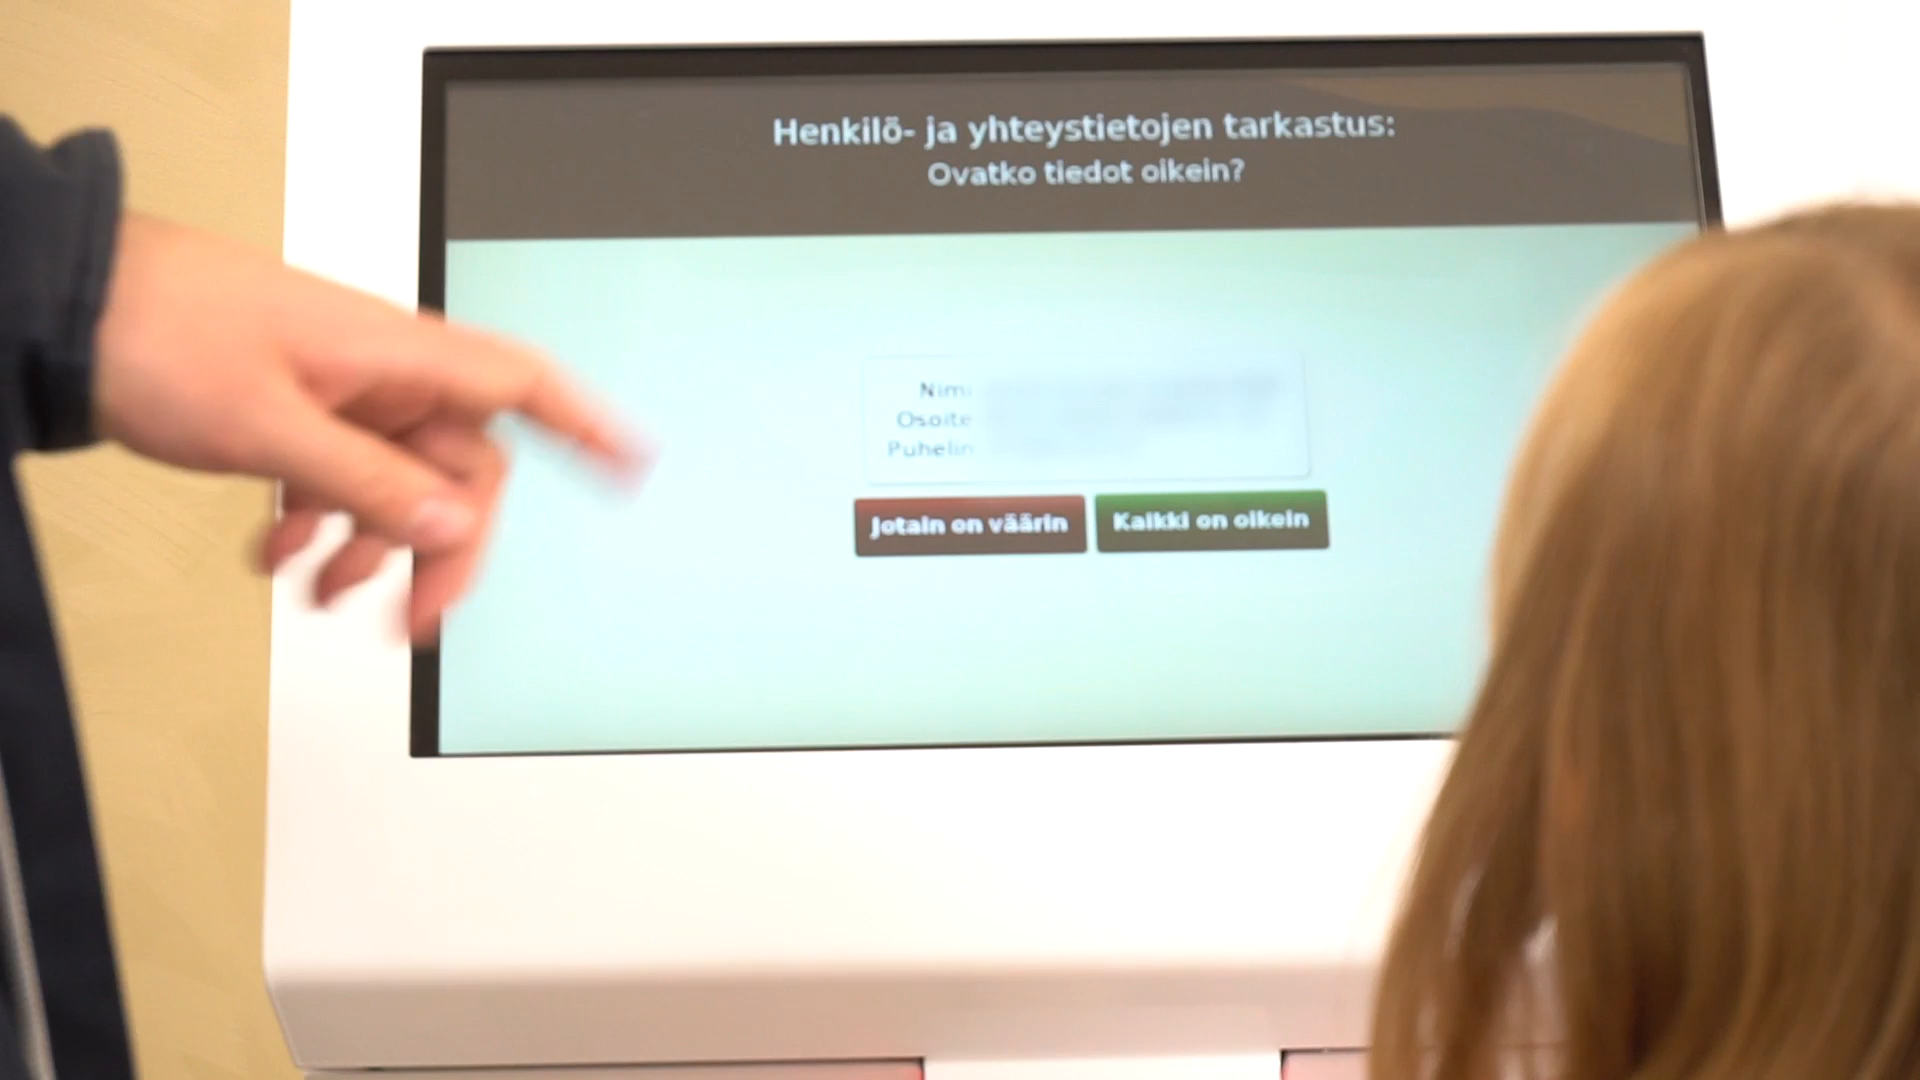 Henkilö- ja yhteystietojen tarkastus:
Ovatko tiedot oikein?
Nimi
Osoite
Puhelin
Jotain on väärin
Kaikki on oikein